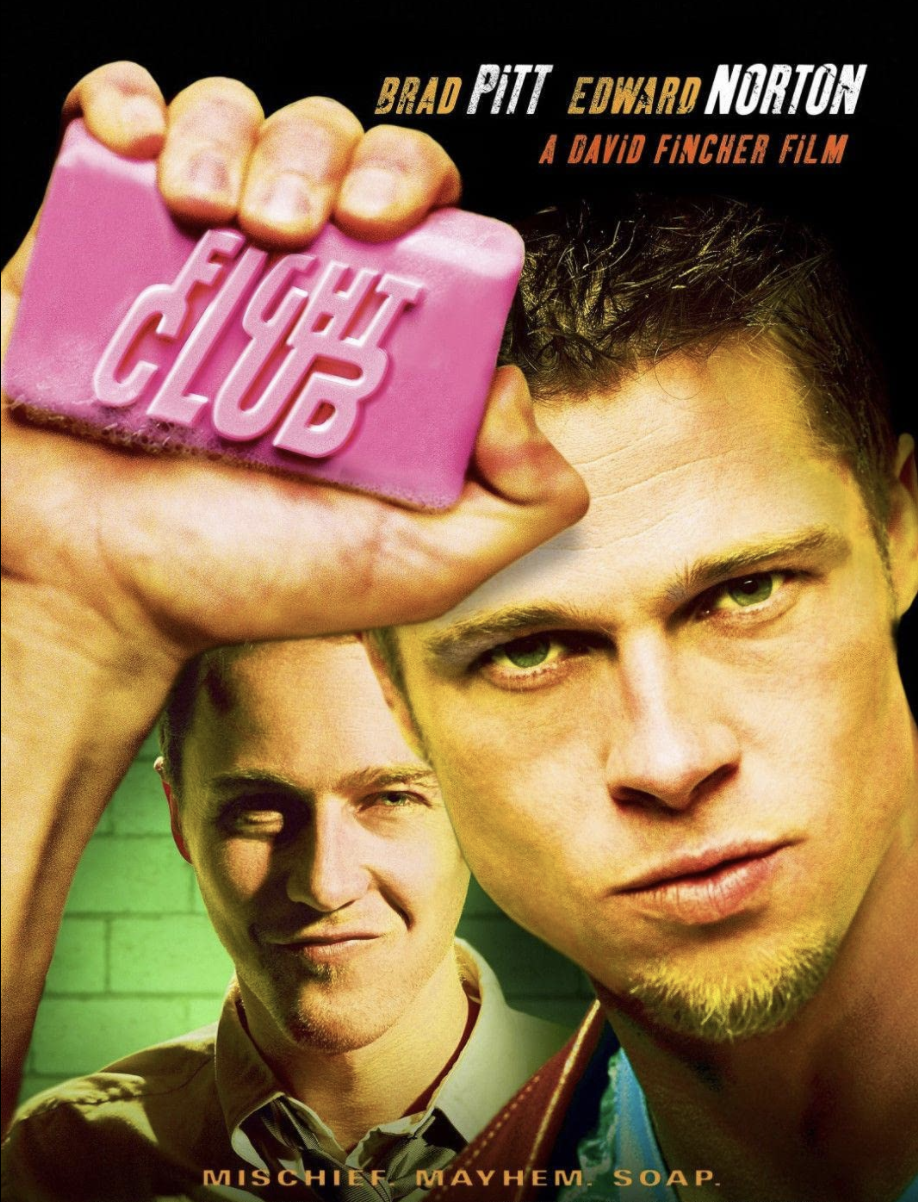 BRAD PITT EDWARD NORTON
A DAVID FINCHER FILM
FIGHT
CLUB
MISCHIEF. MAYHEM. SOAP.